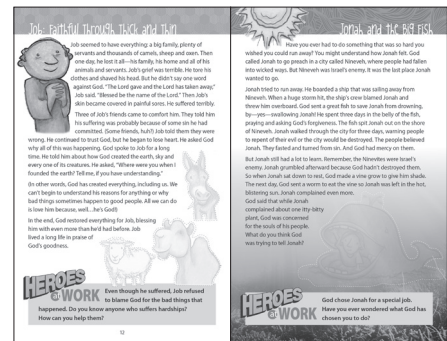 Job: Faithful Through Thick and Thin
Job seemed to have everything a big family, plenty of
servants and thousands of camels, sheep and oxen. Then
one day, he lost it all—his family, his home and all of his
animals and servants. Job's grief was terrible. He tore his
clothes and shaved his head. But he didn't say one word
against God. "The Lord gave and the Lord has taken away,"
Job said. "Blessed be the name of the Lord." Then Job's
skin became covered in painful sores. He suffered terribly.
Three of Job's friends came to comfort him. They told him
his suffering was probably because of some sin he had
committed. (Some friends, huh?) Job told them they were
wrong. He continued to trust God, but he began to lose heart. He asked God
why all of this was happening. God spoke to Job for a long
time. He told him about how God created the earth, sky and
every one of its creatures. He asked, "Where were you when I
founded the earth? Tell me, if you have understanding."
(In other words, God has created everything, including us. We
can't begin to understand his reasons for anything or why
bad things sometimes happen to good people. All we can do
is love him because, well…he's God!)
In the end, God restored everything for Job, blessing
him with even more than he'd had before. Job
lived a long life in praise of
God's goodness.
HEROES
at WORK
Even though he suffered, Job refused
to blame God for the bad things that
happened. Do you know anyone who suffers hardships?
How can you help them?
12
Jonah and the Big Fish
Have you ever had to do something that was so hard you
wished you could run away? You might understand how Jonah felt. God
called Jonah to go preach in a city called Nineveh, where people had fallen
into wicked ways. But Nineveh was Israel's enemy. It was the last place Jonah
wanted to go.
Jonah tried to run away. He boarded a ship that was sailing away from
Nineveh. When a huge storm hit, the ship's crew blamed Jonah and
threw him overboard. God sent a great fish to save Jonah from drowning,
by—yes—swallowing Jonah! He spent three days in the belly of the fish,
praying and asking God's forgiveness. The fish spit Jonah out on the shore
of Nineveh. Jonah walked through the city for three days, warning people
to repent of their evil or the city would be destroyed. The people believed
Jonah. They fasted and turned from sin. And God had mercy on them.
But Jonah still had a lot to learn. Remember, the Ninevites were Israel's
enemy. Jonah grumbled afterward because God hadn't destroyed them.
So when Jonah sat down to rest, God made a vine grow to give him shade.
The next day, God sent a worm to eat the vine so Jonah was left in the hot,
blistering sun. Jonah complained even more.
God said that while Jonah
complained about one itty-bitty
plant, God was concerned
for the souls of his people.
What do you think God
was trying to tell Jonah?
HEROES
at WORK
God chose Jonah for a special job.
Have you ever wondered what God has
chosen you to do?